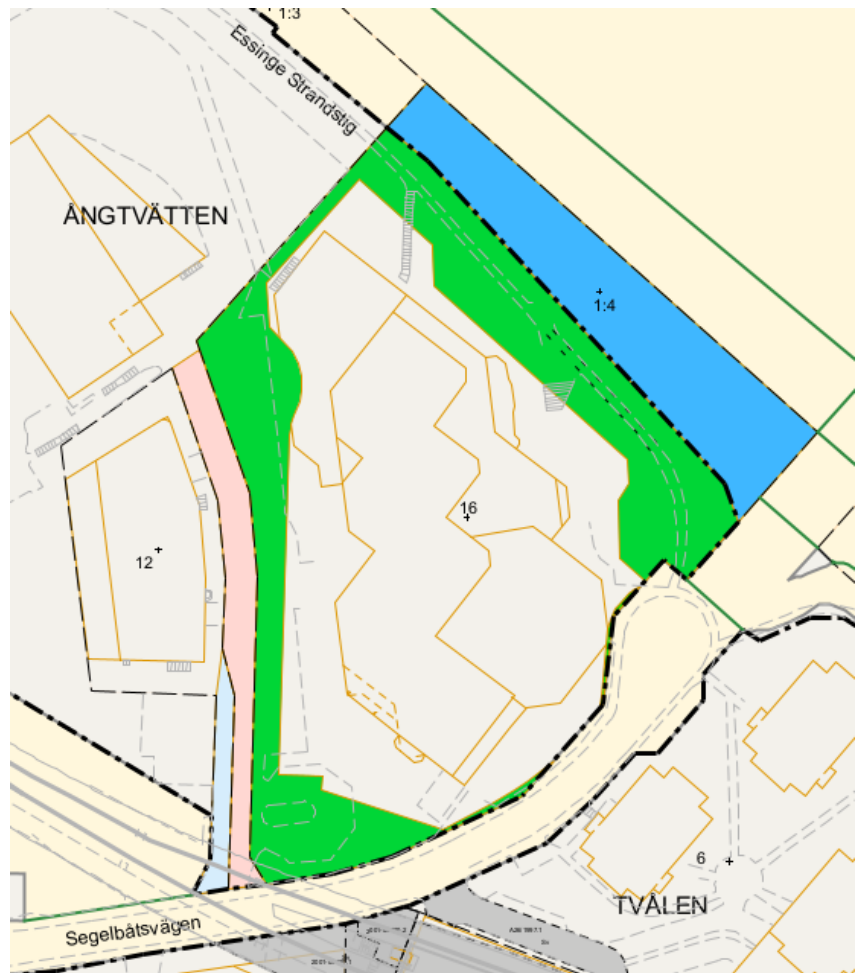 1:3
Essinge Strandstig
ÅNGTVÄTTEN
1:4
16
12
6
TVÅLEN
Segelbåtsvägen